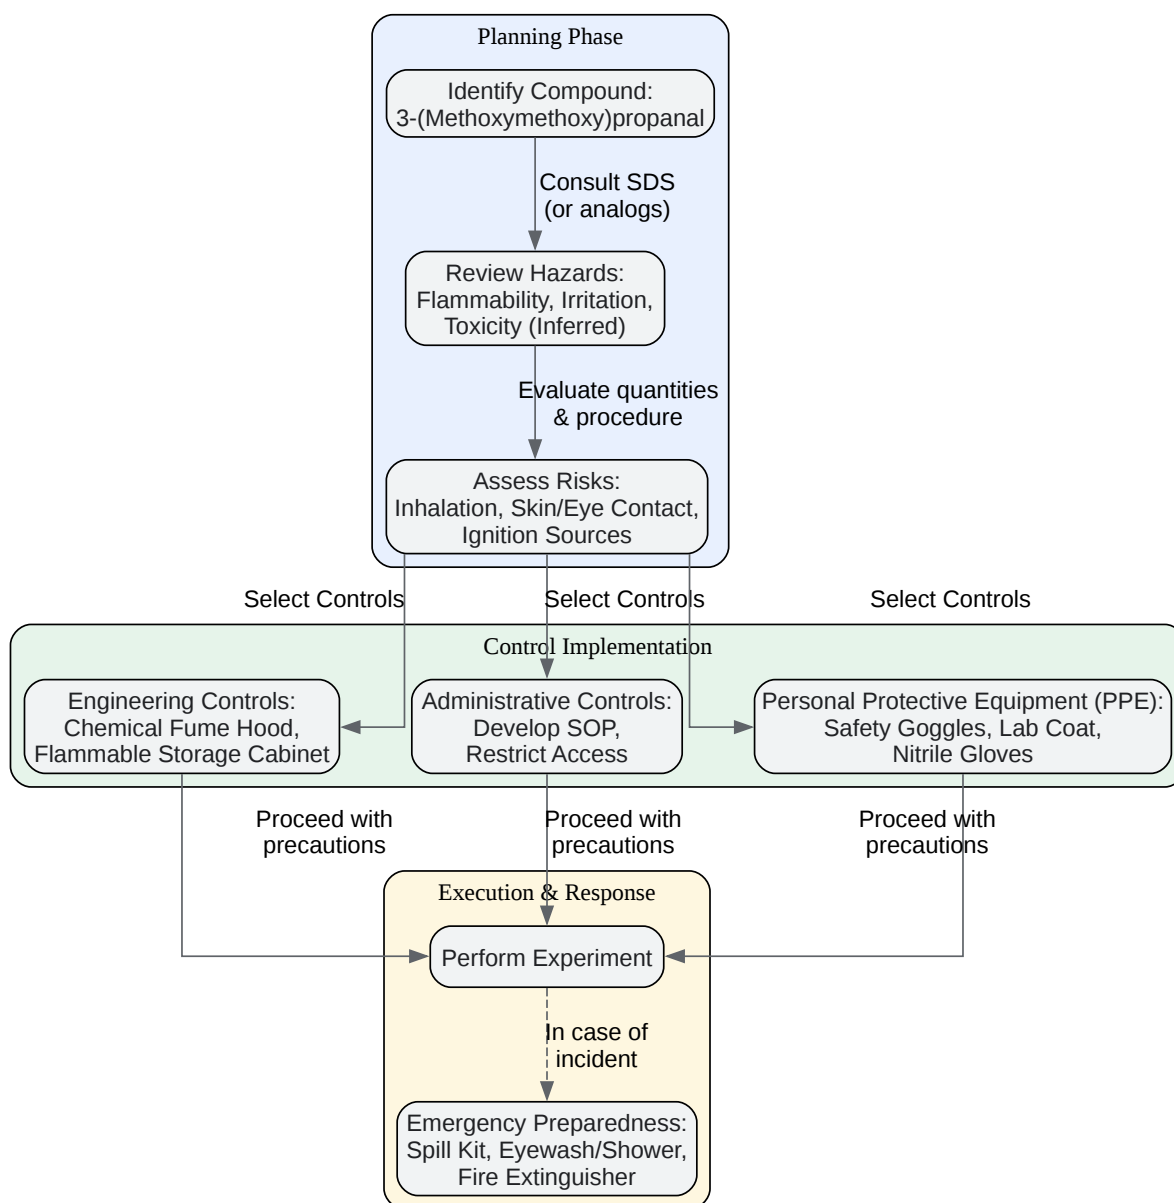 Planning Phase
Identify Compound:
3-(Methoxymethoxy)propanal
Consult SDS
(or analogs)
Review Hazards:
Flammability, Irritation,
Toxicity (Inferred)
Evaluate quantities
& procedure
Assess Risks:
Inhalation, Skin/Eye Contact,
Ignition Sources
Select Controls
Select Controls
Select Controls
Control Implementation
Engineering Controls:
Chemical Fume Hood,
Flammable Storage Cabinet
Administrative Controls:
Develop SOP,
Restrict Access
Personal Protective Equipment (PPE):
Safety Goggles, Lab Coat,
Nitrile Gloves
Proceed with
precautions
Proceed with
precautions
Proceed with
precautions
Execution & Response
Perform Experiment
In case of
incident
Emergency Preparedness:
Spill Kit, Eyewash/Shower,
Fire Extinguisher